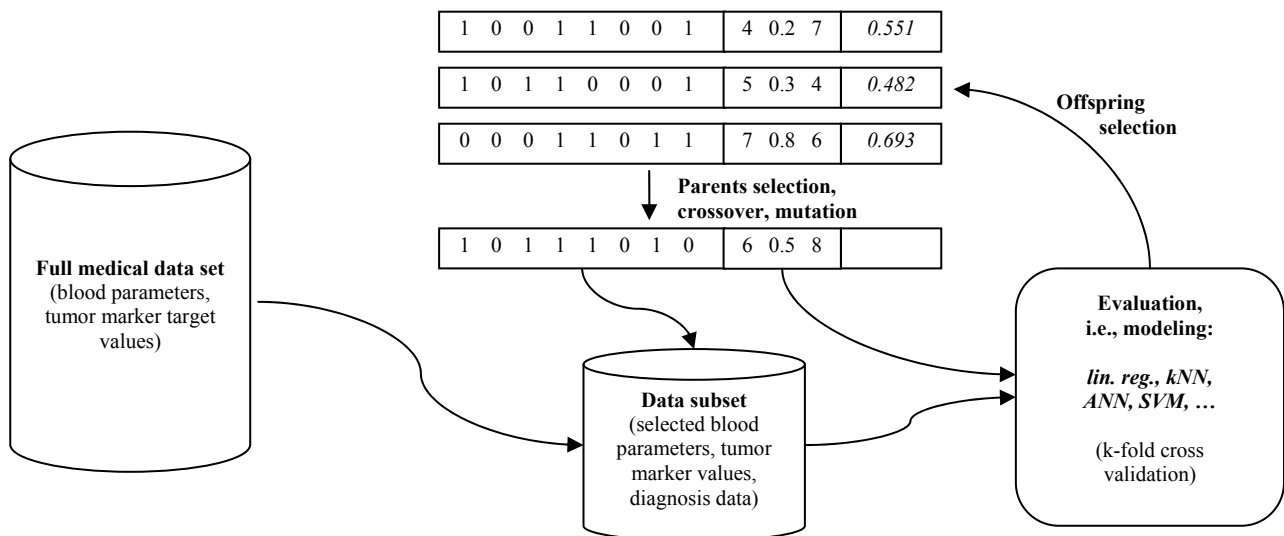 1 0 0 1 1 0 0 1 4 0.2 7 0.551
1 0 1 1 0 0 0 1 5 0.3 4 0.482
0 0 0 1 1 0 1 1 7 0.8 6 0.693
Offspring
selection
Parents selection,
crossover, mutation
1 0 1 1 1 0 1 0 6 0.5 8
Full medical data set
(blood parameters,
tumor marker target
values)
Data subset
(selected blood
parameters, tumor
marker values,
diagnosis data)
Evaluation,
i.e., modeling:
lin. reg., kNN,
ANN, SVM, …
(k-fold cross
validation)